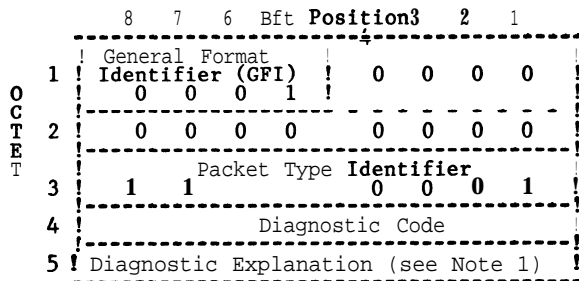 8 7 6 Bft Position3 2 1
4
! General Format !
1 ! Identifier (GFI) ! 0 0 0 0 !
! 0 0 0 1 ! !
2 ! 0 0 0 0 0 0 0 0 !
Packet Type Identifier
3 ! 1 1 0 0 0 1 !
4 ! Diagnostic Code
5 ! Diagnostic Explanation (see Note 1) !
OCTET